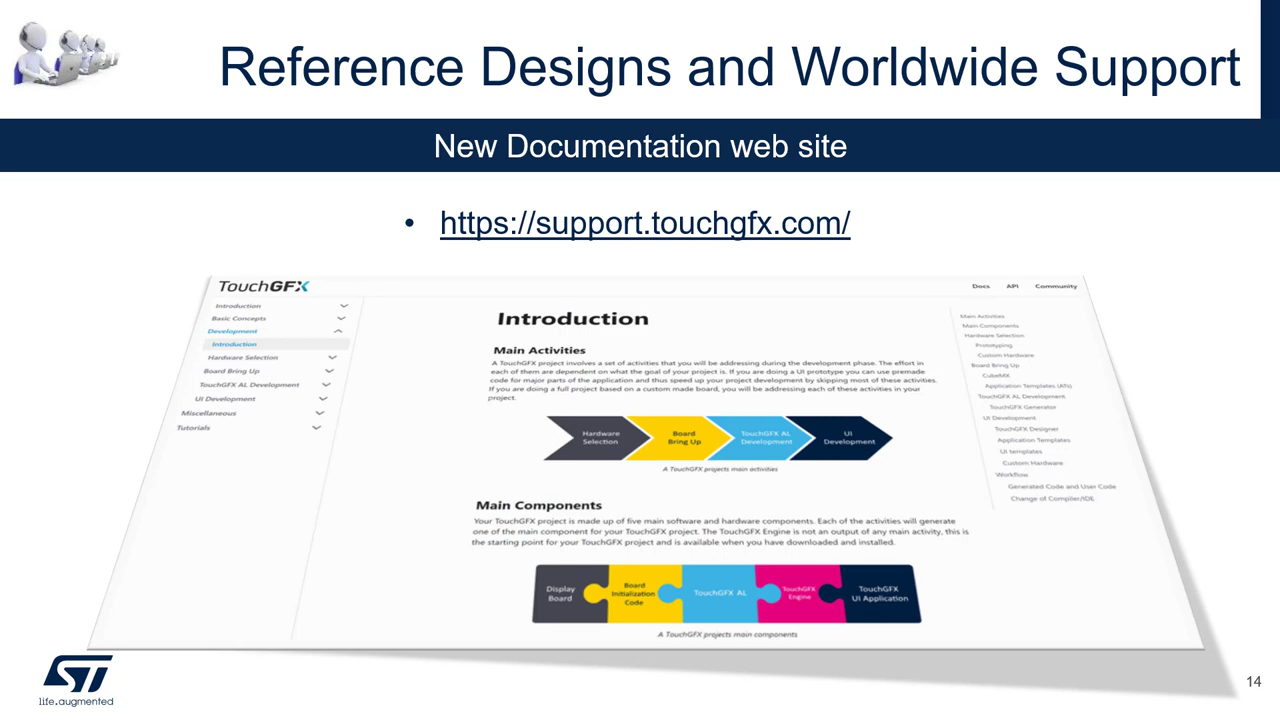 Reference Designs and Worldwide Support
New Documentation web site
• https://support.touchgfx.com/
TouchGFX
Docs API Community
Introduction
Basic Concepts
Development
Introduction
Hardware Selection
Board Bring Up
TouchGFX AL Development
UI Development
Miscellaneous
Tutorials
Introduction
Main Activities
A TouchGFX project involves a set of activities that you will be addressing during the development phase. The effort in
each of them are dependent on what the goal of your project is. If you are doing a UI prototype you can use premade
code for major parts of the application and thus speed up your project development by skipping most of these activities.
If you are doing a full project based on a custom made board, you will be addressing each of these activities in your
project.
Hardware
Selection
Board
Bring Up
TouchGFX AL
Development
UI
Development
A TouchGFX projects main activities
Main Components
Your TouchGFX project is made up of five main software and hardware components. Each of the activities will generate
one of the main component for your TouchGFX project. The TouchGFX Engine is not an output of any main activity, this is
the starting point for your TouchGFX project and is available when you have downloaded and installed.
Display
Board
Board
Initialization
Code
TouchGFX AL
TouchGFX
Engine
TouchGFX
UI Application
A TouchGFX projects main components
Main Activities
Main Components
Hardware Selection
Prototyping
Custom Hardware
Board Bring Up
CubeMX
Application Templates (ATs)
TouchGFX AL Development
TouchGFX Generator
UI Development
TouchGFX Designer
Application Templates
UI templates
Custom Hardware
Workflow
Generated Code and User Code
Change of Compiler/IDE
ST
life.augmented
14